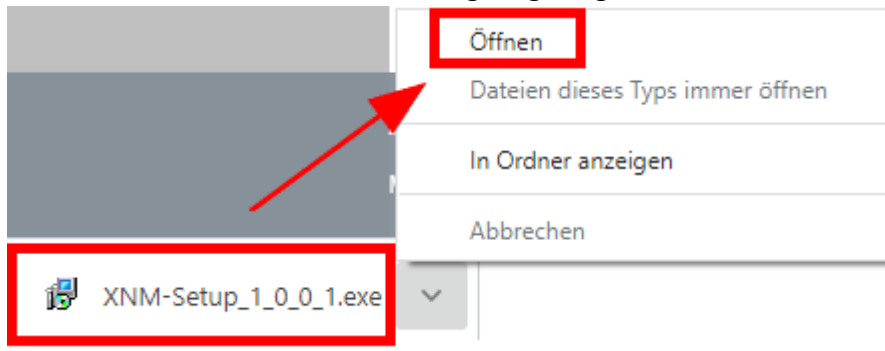 Öffnen
Dateien dieses Typs immer öffnen
In Ordner anzeigen
Abbrechen
XNM-Setup_1_0_0_1.exe